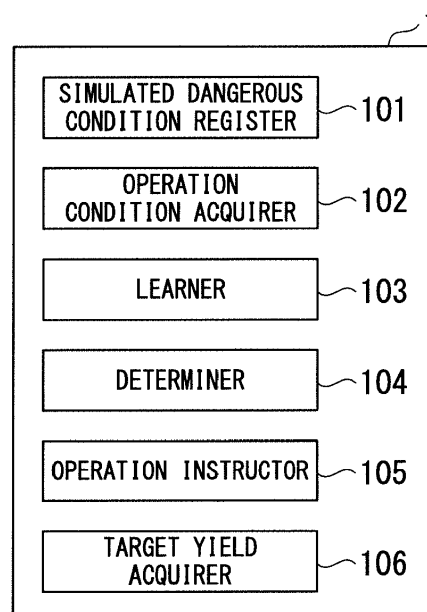 SIMULATED DANGEROUS
CONDITION REGISTER
101
OPERATION
CONDITION ACQUIRER
102
LEARNER
103
DETERMINER
104
OPERATION INSTRUCTOR
105
TARGET YIELD
ACQUIRER
106